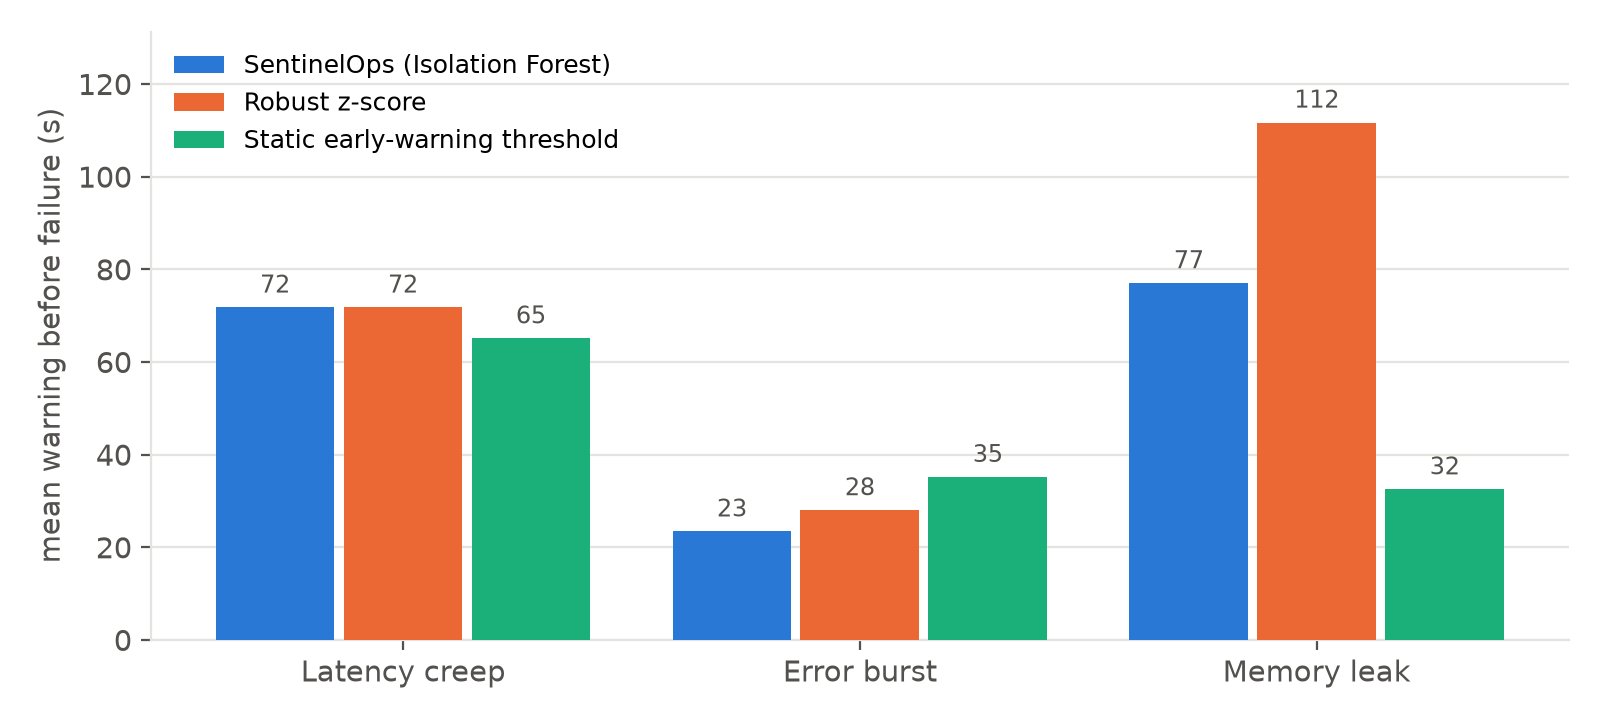 SentinelOps (Isolation Forest)
Robust z-score
Static early-warning threshold
mean warning before failure (s)
120
100
80
60
40
20
0
72
72
65
23
28
35
77
112
32
Latency creep
Error burst
Memory leak